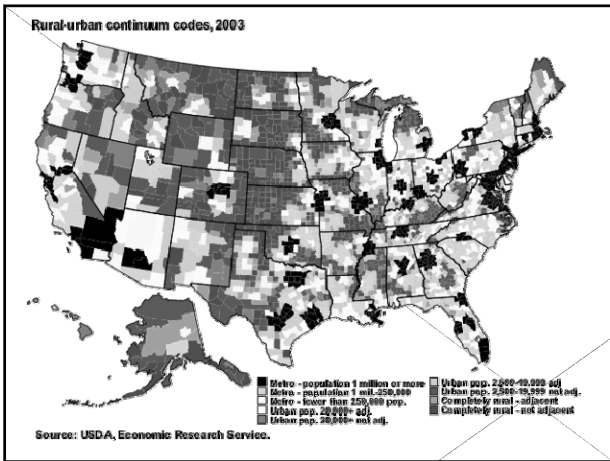 Rural-urban continuum codes, 2003
Metro - population 1 million or more
Metro - population 1 mil.-250,000
Metro - fewer than 250,000 pop.
Urban pop. 20,000+ adj.
Urban pop. 20,000+ not adj.
Urban pop. 2,500-19,999 adj
Urban pop. 2,500-19,999 not adj.
Completely rural - adjacent
Completely rural - not adjacent
Source: USDA, Economic Research Service.